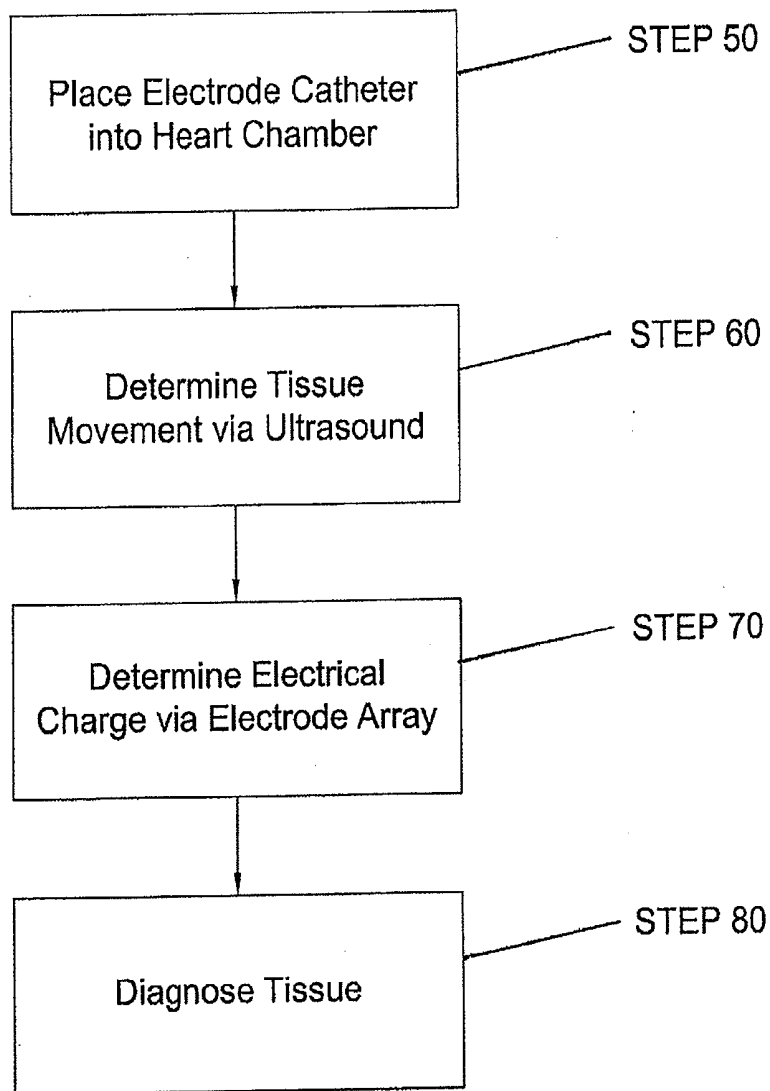 STEP 50
Place Electrode Catheter
into Heart Chamber
STEP 60
Determine Tissue
Movement via Ultrasound
STEP 70
Determine Electrical
Charge via Electrode Array
STEP 80
Diagnose Tissue